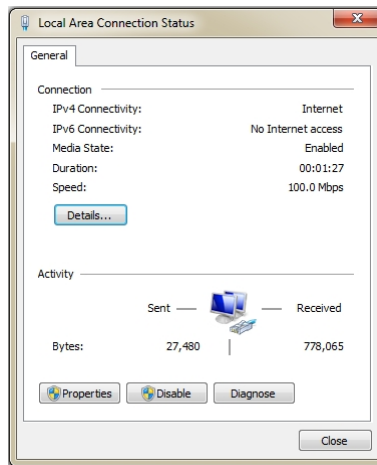 Local Area Connection Status
General
Connection
IPv4 Connectivity: Internet
IPv6 Connectivity: No Internet access
Media State: Enabled
Duration: 00:01:27
Speed: 100.0 Mbps
Details...
Activity
Sent Received
Bytes: 27,480 778,065
Properties Disable Diagnose
Close